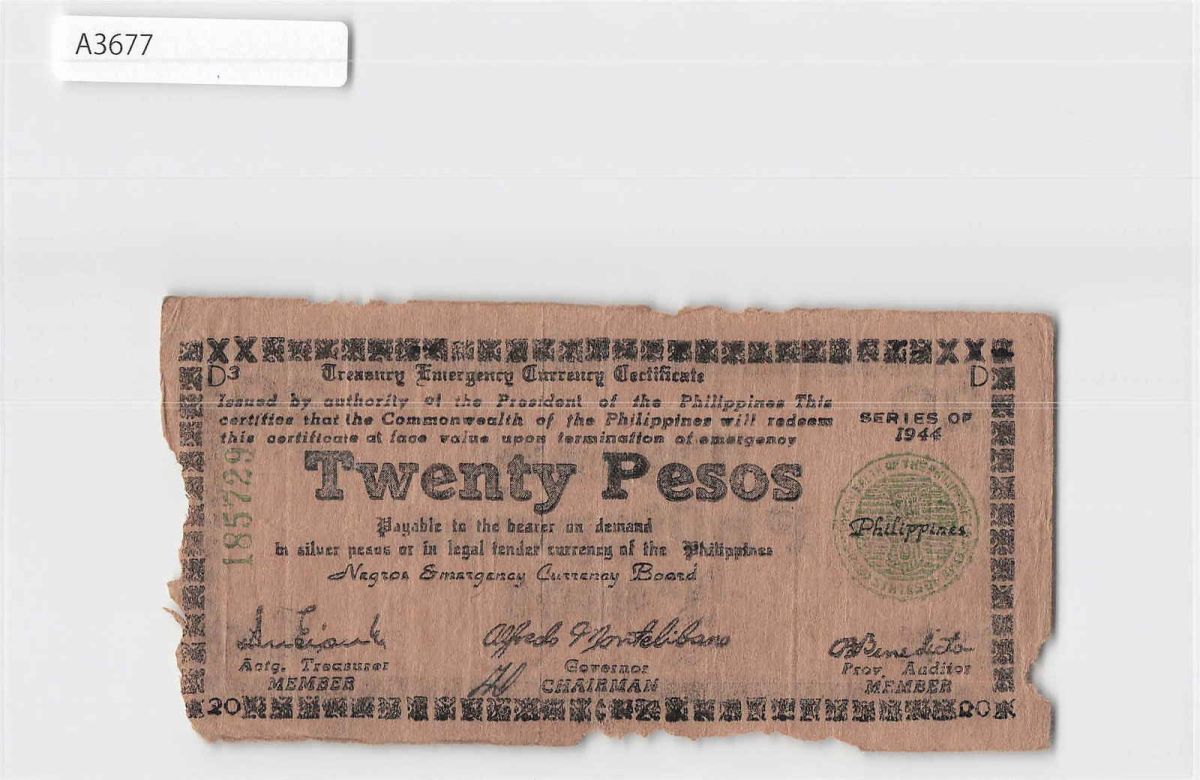 A3677
XX XX
D3 D
Treasury Emergency Currency Certificate
Issued by authority of the President of the Philippines This
certifies that the Commonwealth of the Philippines will redeem
this certificate at face value upon termination of emergency
SERIES OF
1944
185729
Twenty Pesos
Payable to the bearer on demand
in silver pesos or in legal tender currency of the Philippines
Negros Emergency Currency Board
Philippines
Alfredo Montelibano
Benedicto
Actg. Treasurer
MEMBER
Governor
CHAIRMAN
Prov. Auditor
MEMBER
20 20